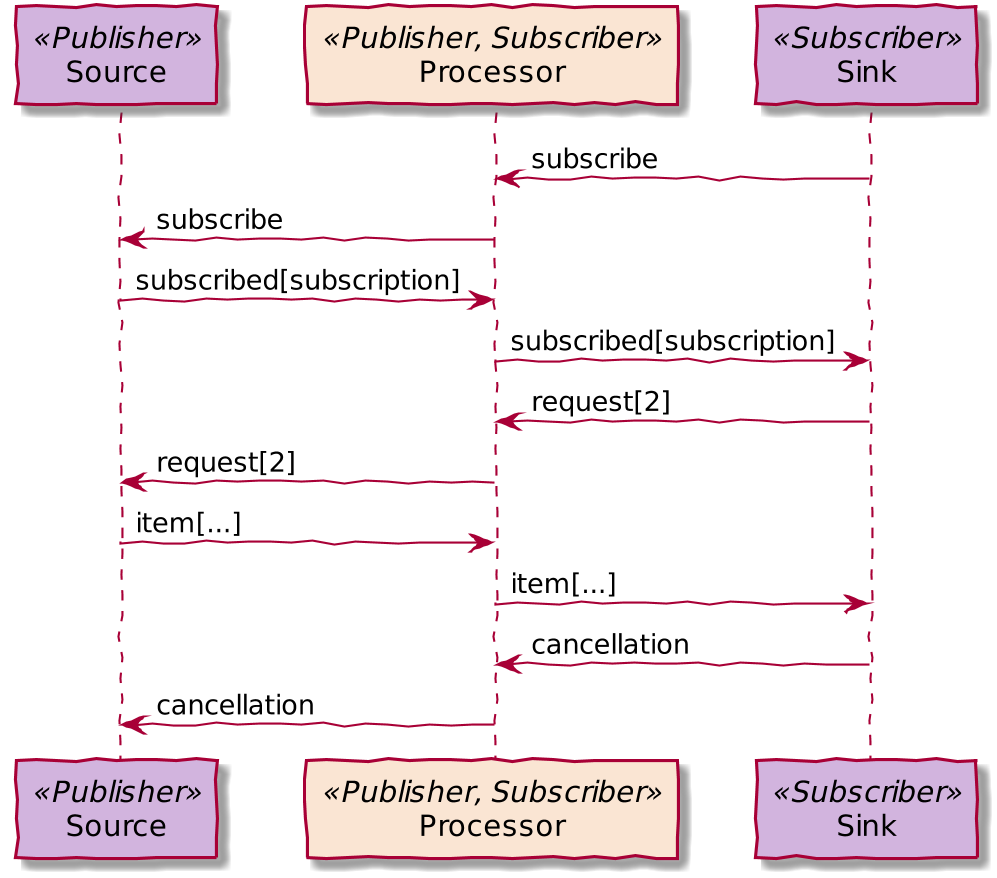 «Publisher»
Source
«Publisher, Subscriber»
Processor
«Subscriber»
Sink
subscribe
subscribe
subscribed[subscription]
subscribed[subscription]
request[2]
request[2]
item[...]
item[...]
cancellation
cancellation
«Publisher»
Source
«Publisher, Subscriber»
Processor
«Subscriber»
Sink